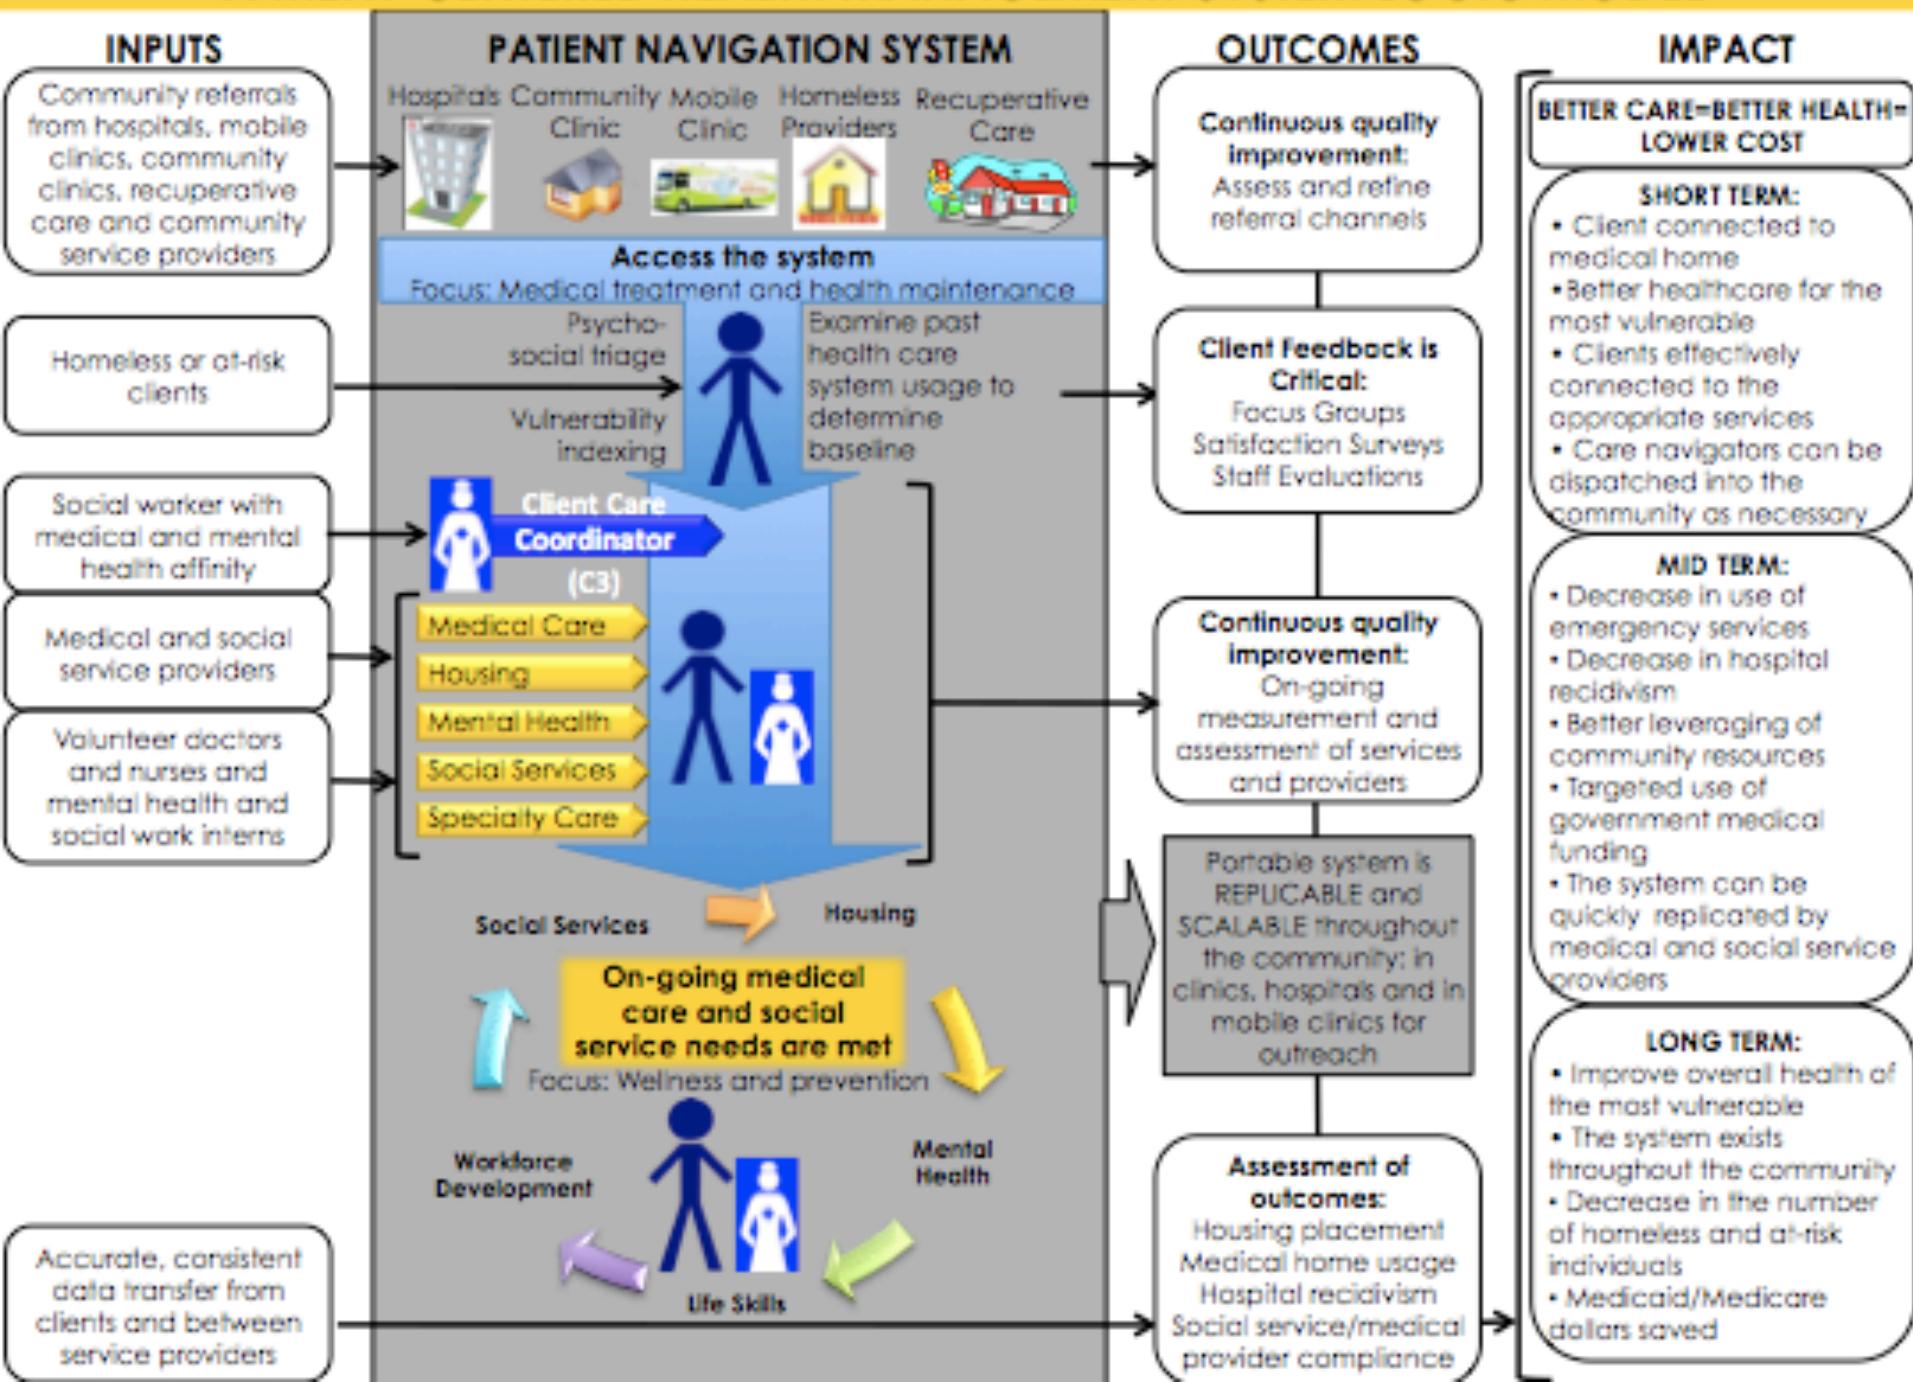 INPUTS
Community referrals
from hospitals, mobile
clinics, community
clinics, recuperative
care and community
service providers
Homeless or at-risk
clients
Social worker with
medical and mental
health affinity
Medical and social
service providers
Volunteer doctors
and nurses and
mental health and
social work interns
Accurate, consistent
data transfer from
clients and between
service providers
PATIENT NAVIGATION SYSTEM
Hospitals
Community
Clinic
Mobile
Clinic
Homeless
Providers
Recuperative
Care
Access the system
Focus: Medical treatment and health maintenance
Psycho-
social triage
Vulnerability
indexing
Examine past
health care
system usage to
determine
baseline
Client Care
Coordinator
(C3)
Medical Care
Housing
Mental Health
Social Services
Specialty Care
Social Services
Housing
On-going medical
care and social
service needs are met
Focus: Wellness and prevention
Workforce
Development
Mental
Health
Life Skills
OUTCOMES
Continuous quality
improvement:
Assess and refine
referral channels
Client Feedback is
Critical:
Focus Groups
Satisfaction Surveys
Staff Evaluations
Continuous quality
improvement:
On-going
measurement and
assessment of services
and providers
Portable system is
REPLICABLE and
SCALABLE throughout
the community: in
clinics, hospitals and in
mobile clinics for
outreach
Assessment of
outcomes:
Housing placement
Medical home usage
Hospital recidivism
Social service/medical
provider compliance
IMPACT
BETTER CARE=BETTER HEALTH=
LOWER COST
SHORT TERM:
• Client connected to
medical home
•Better healthcare for the
most vulnerable
• Clients effectively
connected to the
appropriate services
• Care navigators can be
dispatched into the
community as necessary
MID TERM:
• Decrease in use of
emergency services
• Decrease in hospital
recidivism
• Better leveraging of
community resources
• Targeted use of
government medical
funding
• The system can be
quickly replicated by
medical and social service
providers
LONG TERM:
• Improve overall health of
the most vulnerable
• The system exists
throughout the community
• Decrease in the number
of homeless and at-risk
individuals
• Medicaid/Medicare
dollars saved